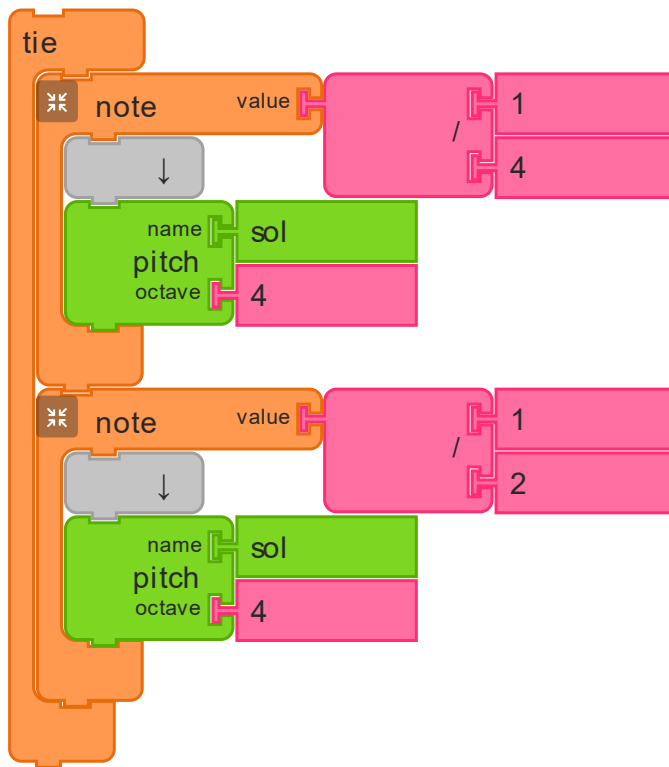 tie
note value 1
/
4
↓
name sol
pitch
octave 4
note value 1
/
2
↓
name sol
pitch
octave 4